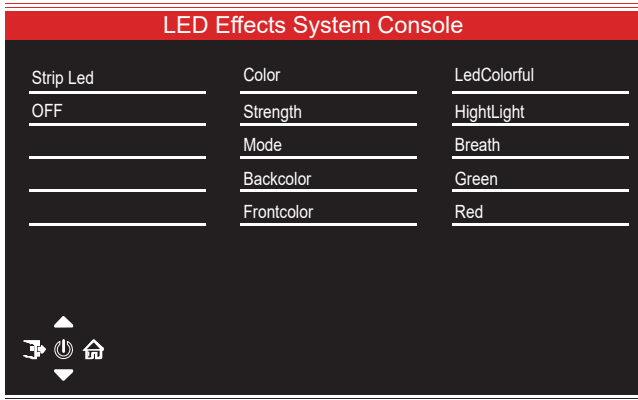 LED Effects System Console
Strip Led Color LedColorful
OFF Strength HightLight
Mode Breath
Backcolor Green
Frontcolor Red